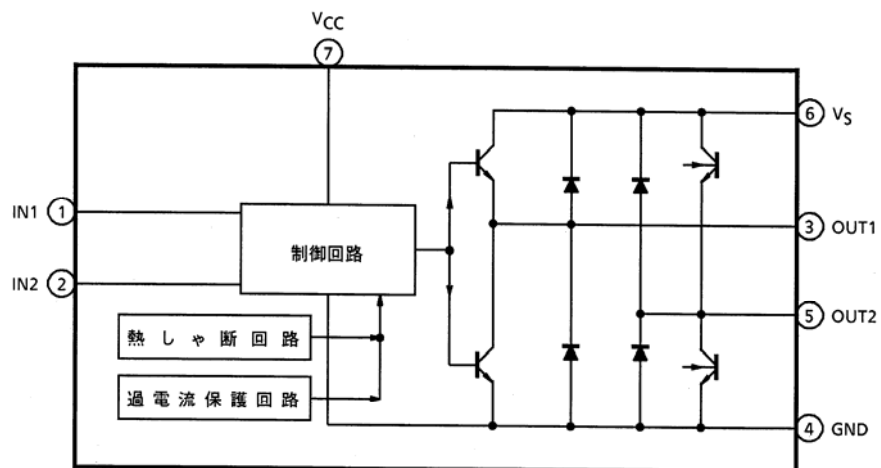 VCC
7
6 VS
IN1 1
3 OUT1
制御回路
IN2 2
5 OUT2
熱しゃ断回路
過電流保護回路
4 GND